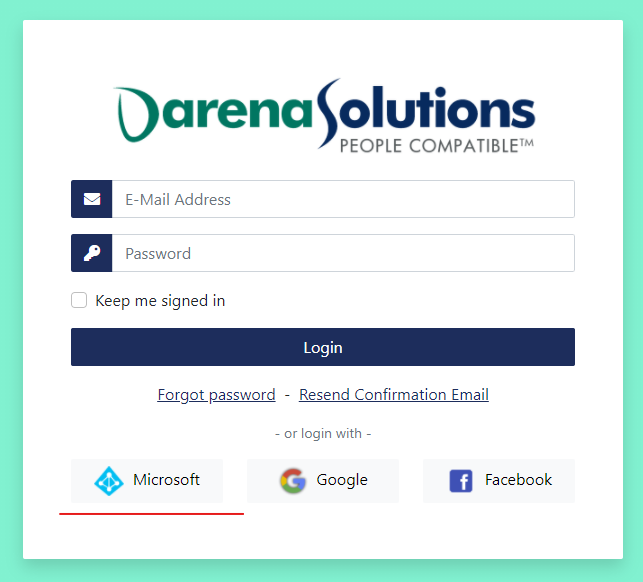 DarenaSolutions
PEOPLE COMPATIBLE™
E-Mail Address
Password
Keep me signed in
Login
Forgot password - Resend Confirmation Email
- or login with -
Microsoft Google Facebook